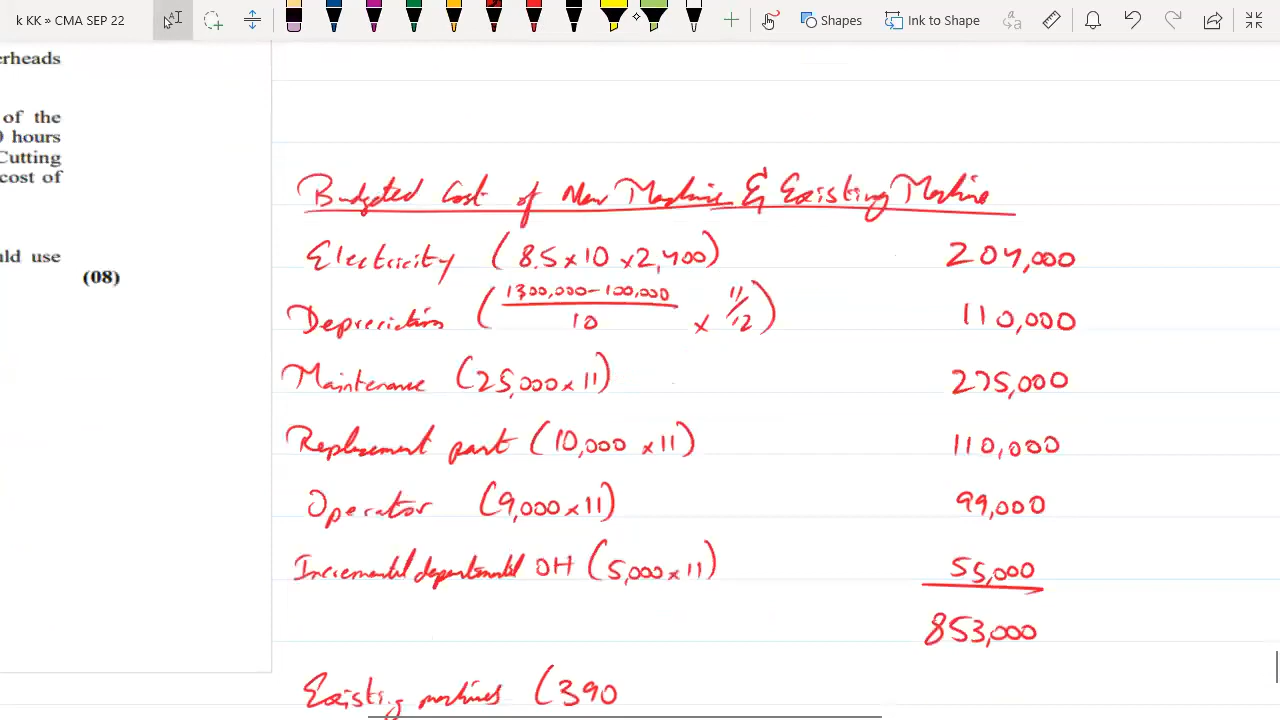 k KK » CMA SEP 22
Shapes
Ink to Shape
erheads
of the
0 hours
Cutting
cost of
uld use
(08)
Budgeted Cost of New Machine & Existing Machine
Electricity (8.5 x 10 x 2,400) 204,000
Depreciation (1300,000-100,000 / 10 x 11/12) 110,000
Maintenance (25,000 x 11) 275,000
Replacement part (10,000 x 11) 110,000
Operator (9,000 x 11) 99,000
Incremental departmental OH (5,000 x 11) 55,000
853,000
Existing machines (390